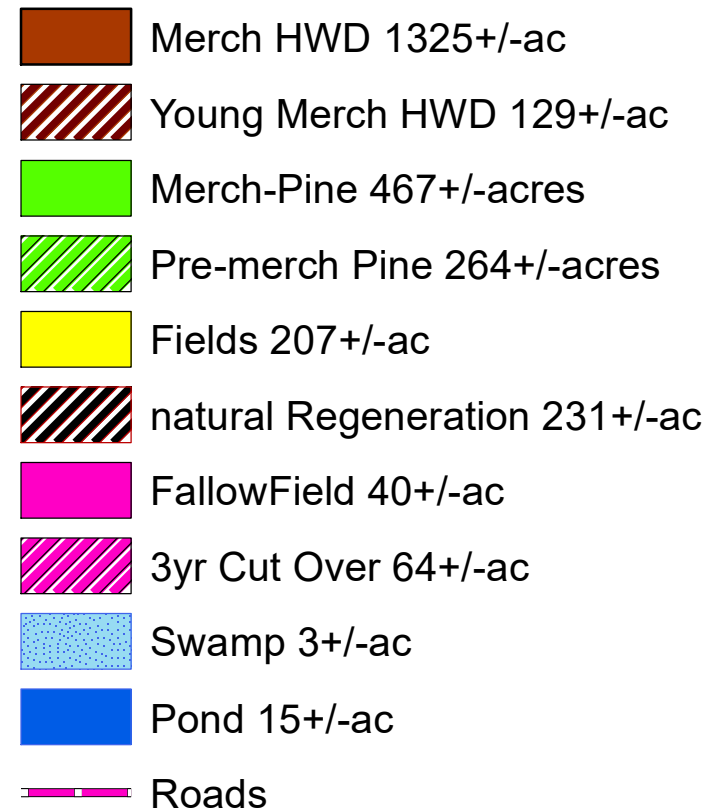 Merch HWD 1325+/-ac
Young Merch HWD 129+/-ac
Merch-Pine 467+/-acres
Pre-merch Pine 264+/-acres
Fields 207+/-ac
natural Regeneration 231+/-ac
FallowField 40+/-ac
3yr Cut Over 64+/-ac
Swamp 3+/-ac
Pond 15+/-ac
Roads